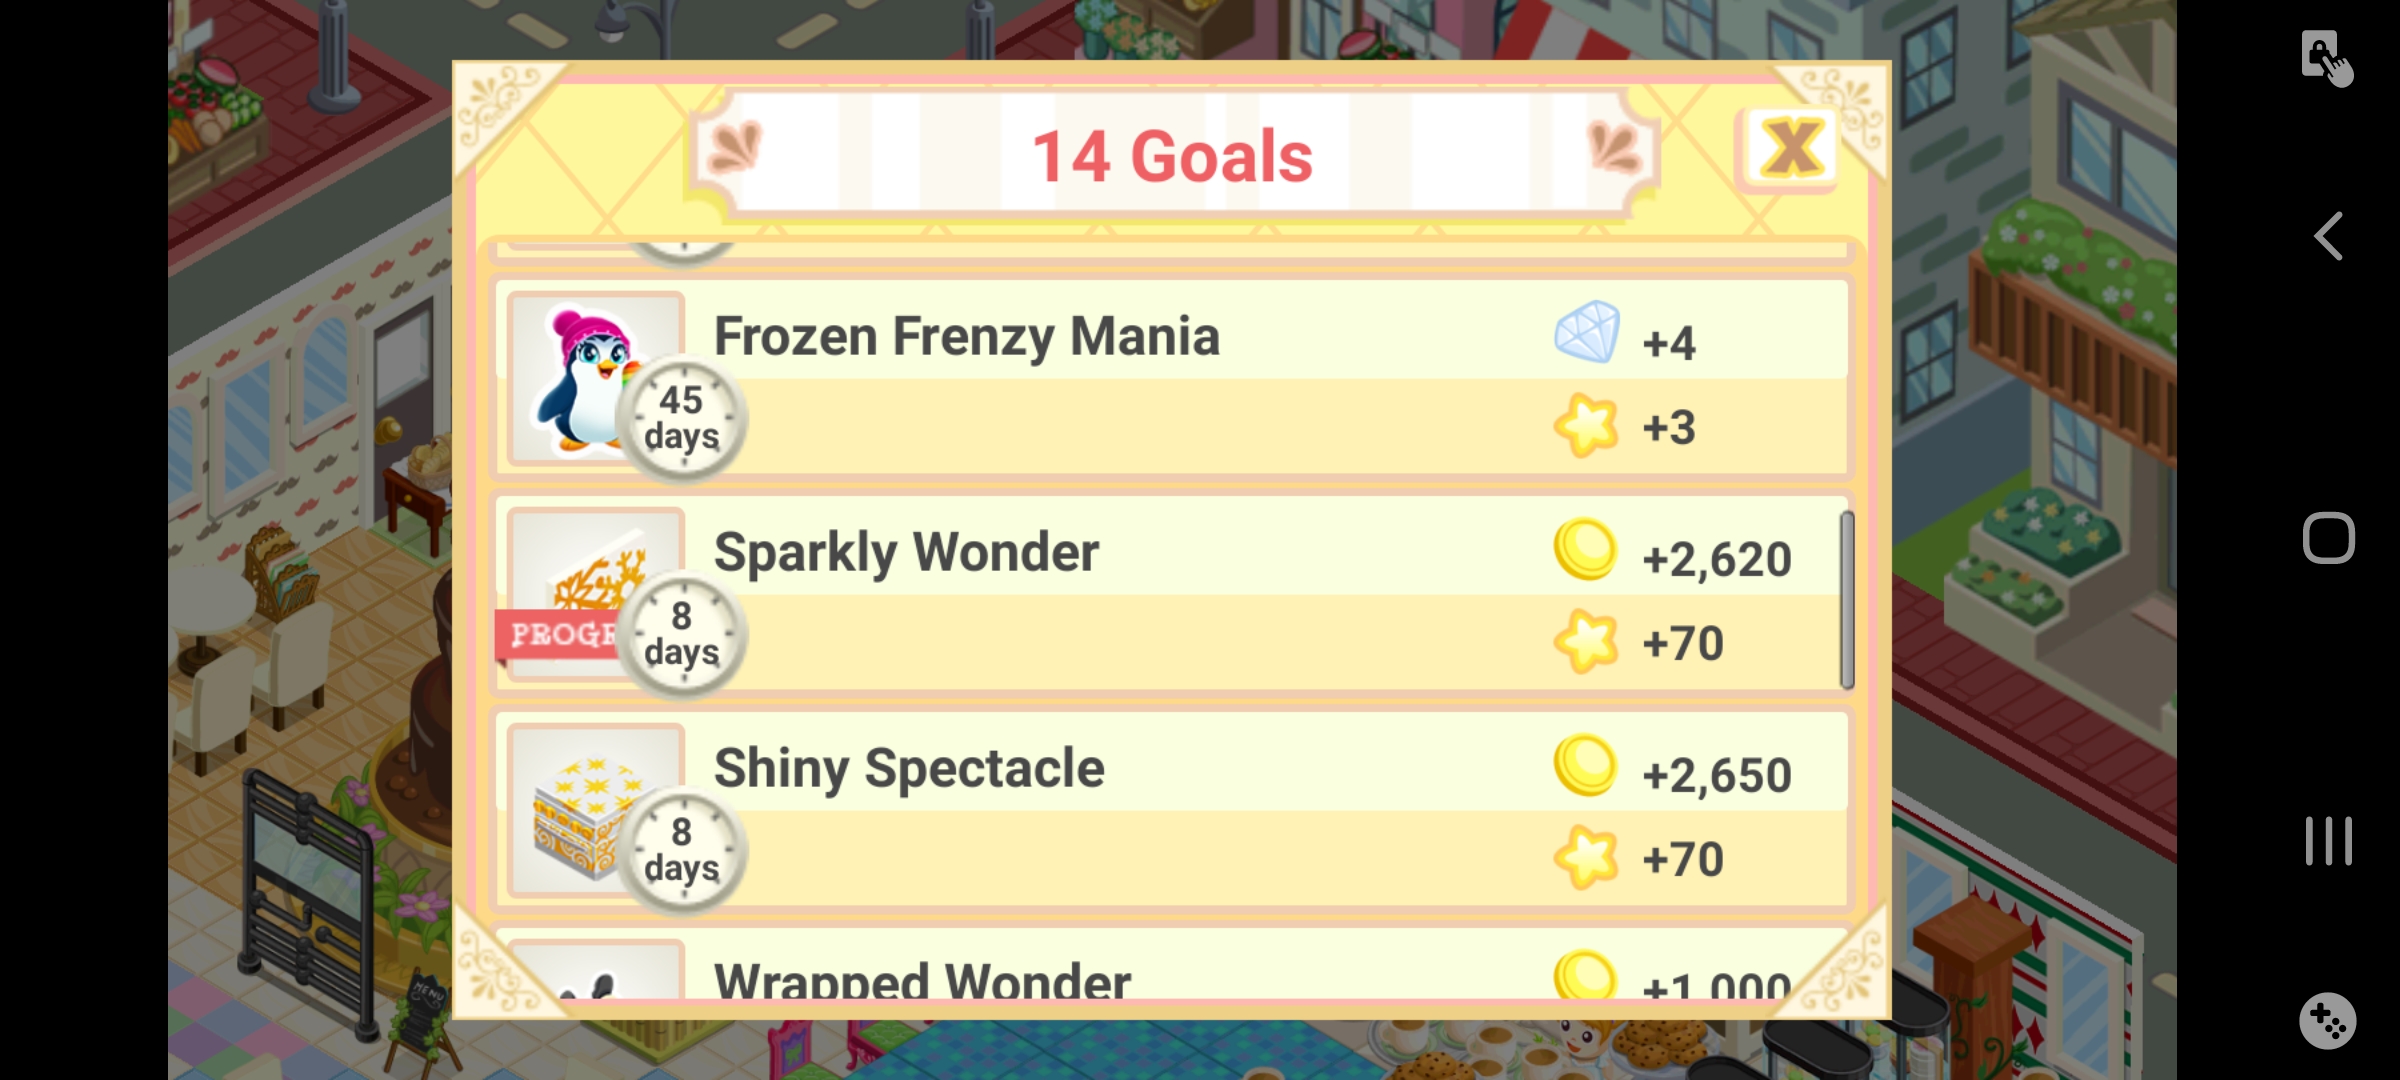 14 Goals
Frozen Frenzy Mania
+4
45
days
+3
Sparkly Wonder
+2,620
PROGR
8
days
+70
Shiny Spectacle
+2,650
8
days
+70
Wrapped Wonder
+1,000
MENU